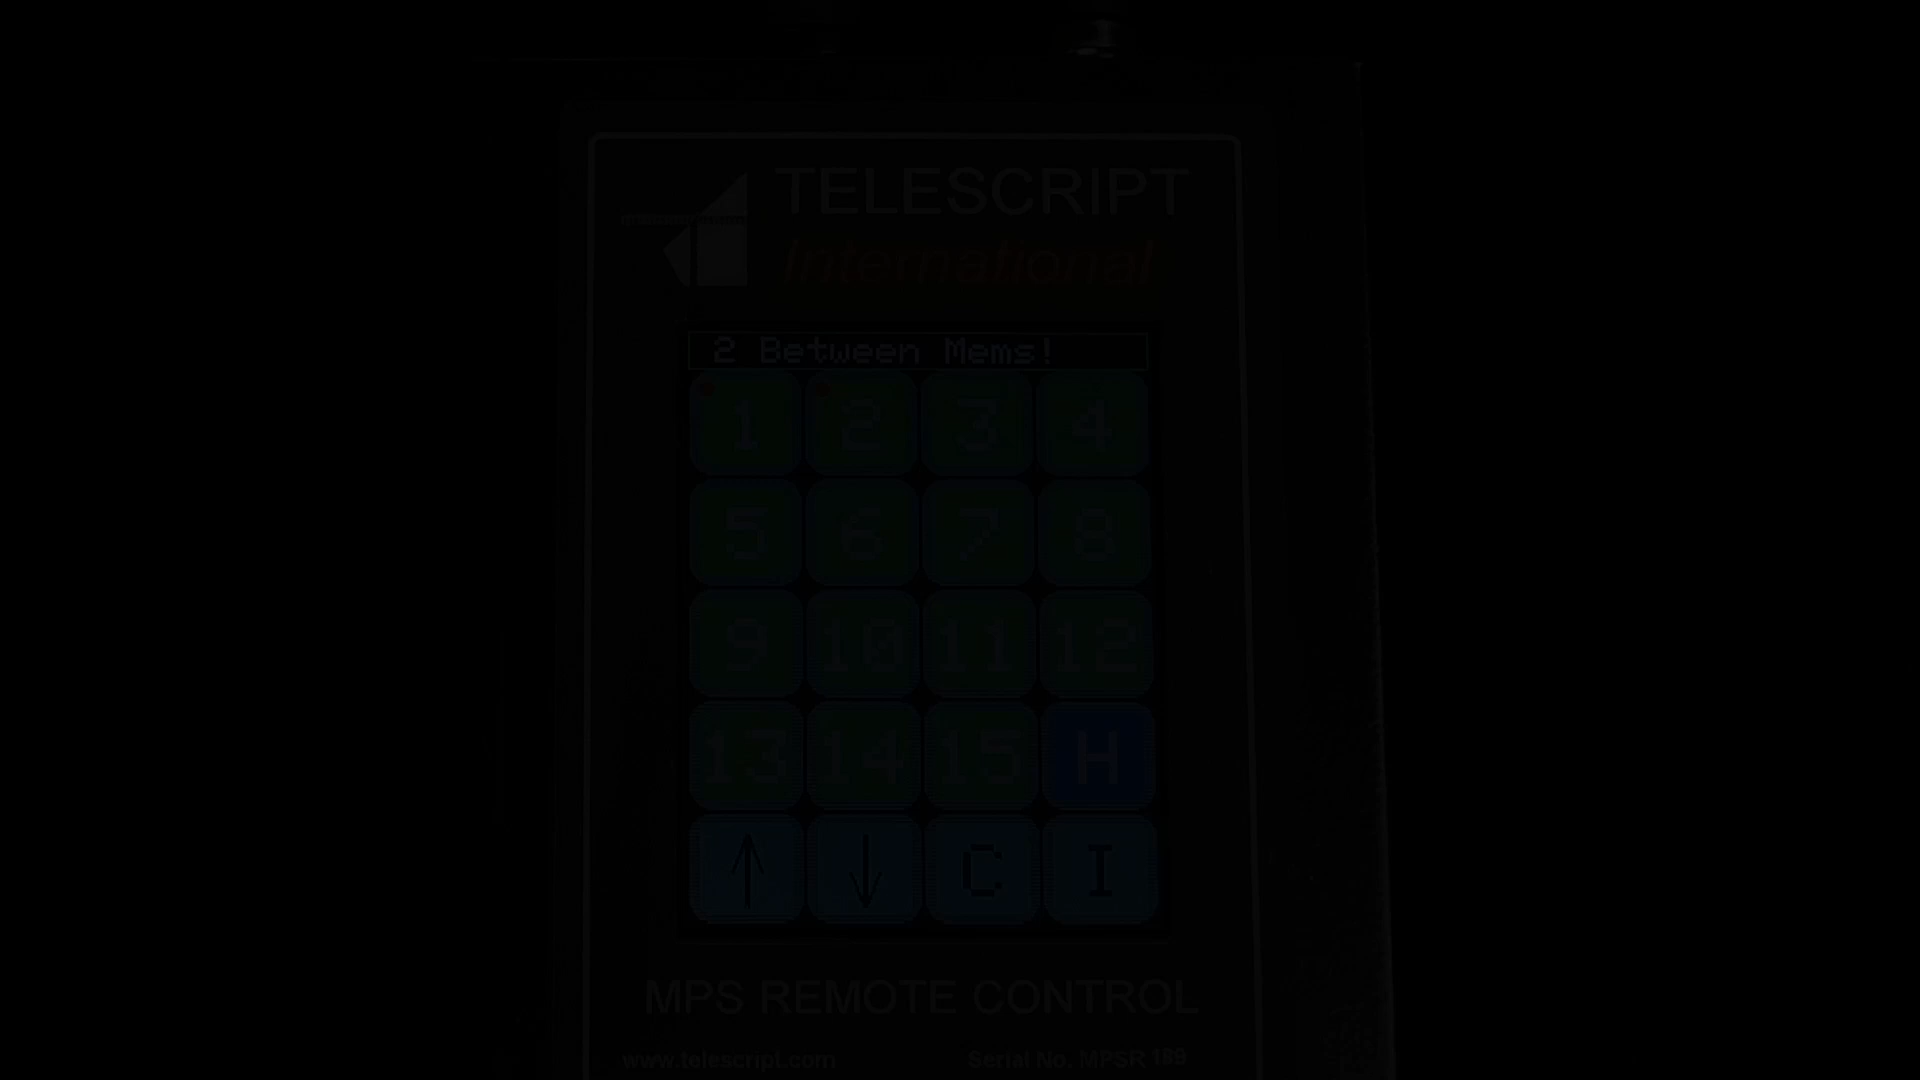 TELESCRIPT
International
2 Between Mems!
1 2 3 4
5 6 7 8
9 10 11 12
13 14 15 H
↑ ↓ C I
MPS REMOTE CONTROL
www.telescript.com Serial No. MPSR 189